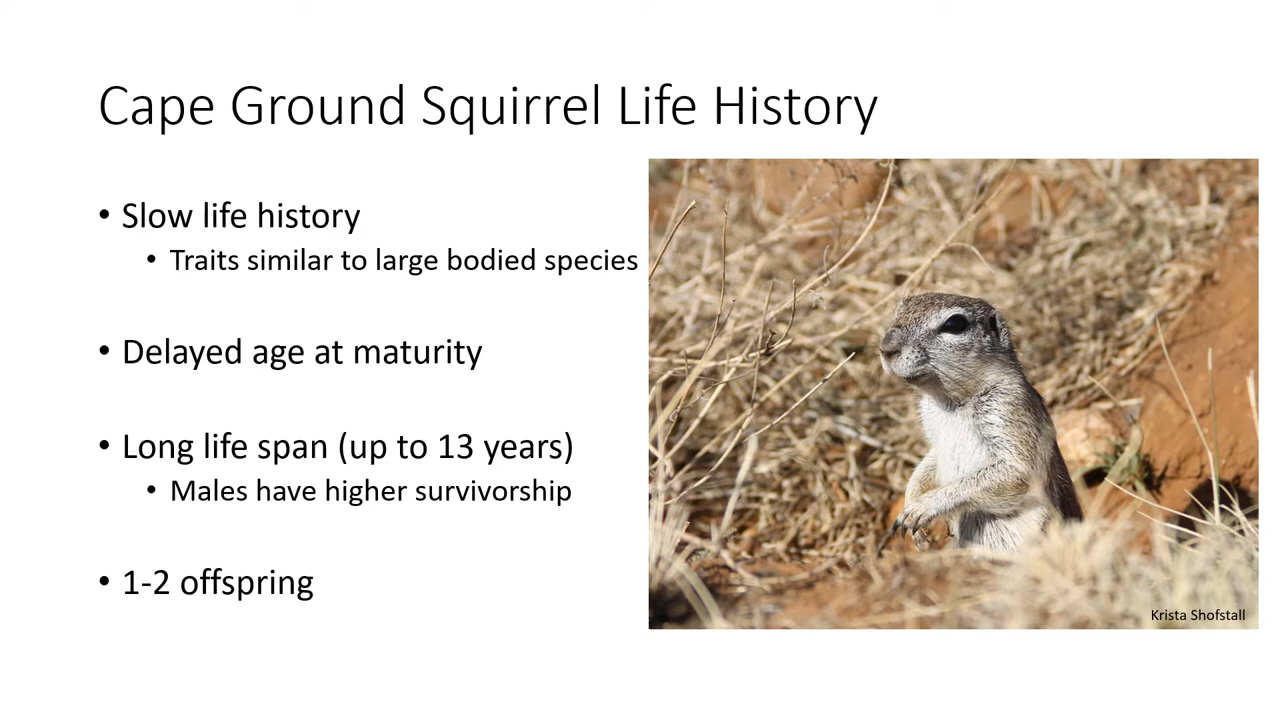 Cape Ground Squirrel Life History
• Slow life history
• Traits similar to large bodied species
• Delayed age at maturity
• Long life span (up to 13 years)
• Males have higher survivorship
• 1-2 offspring
Krista Shofstall